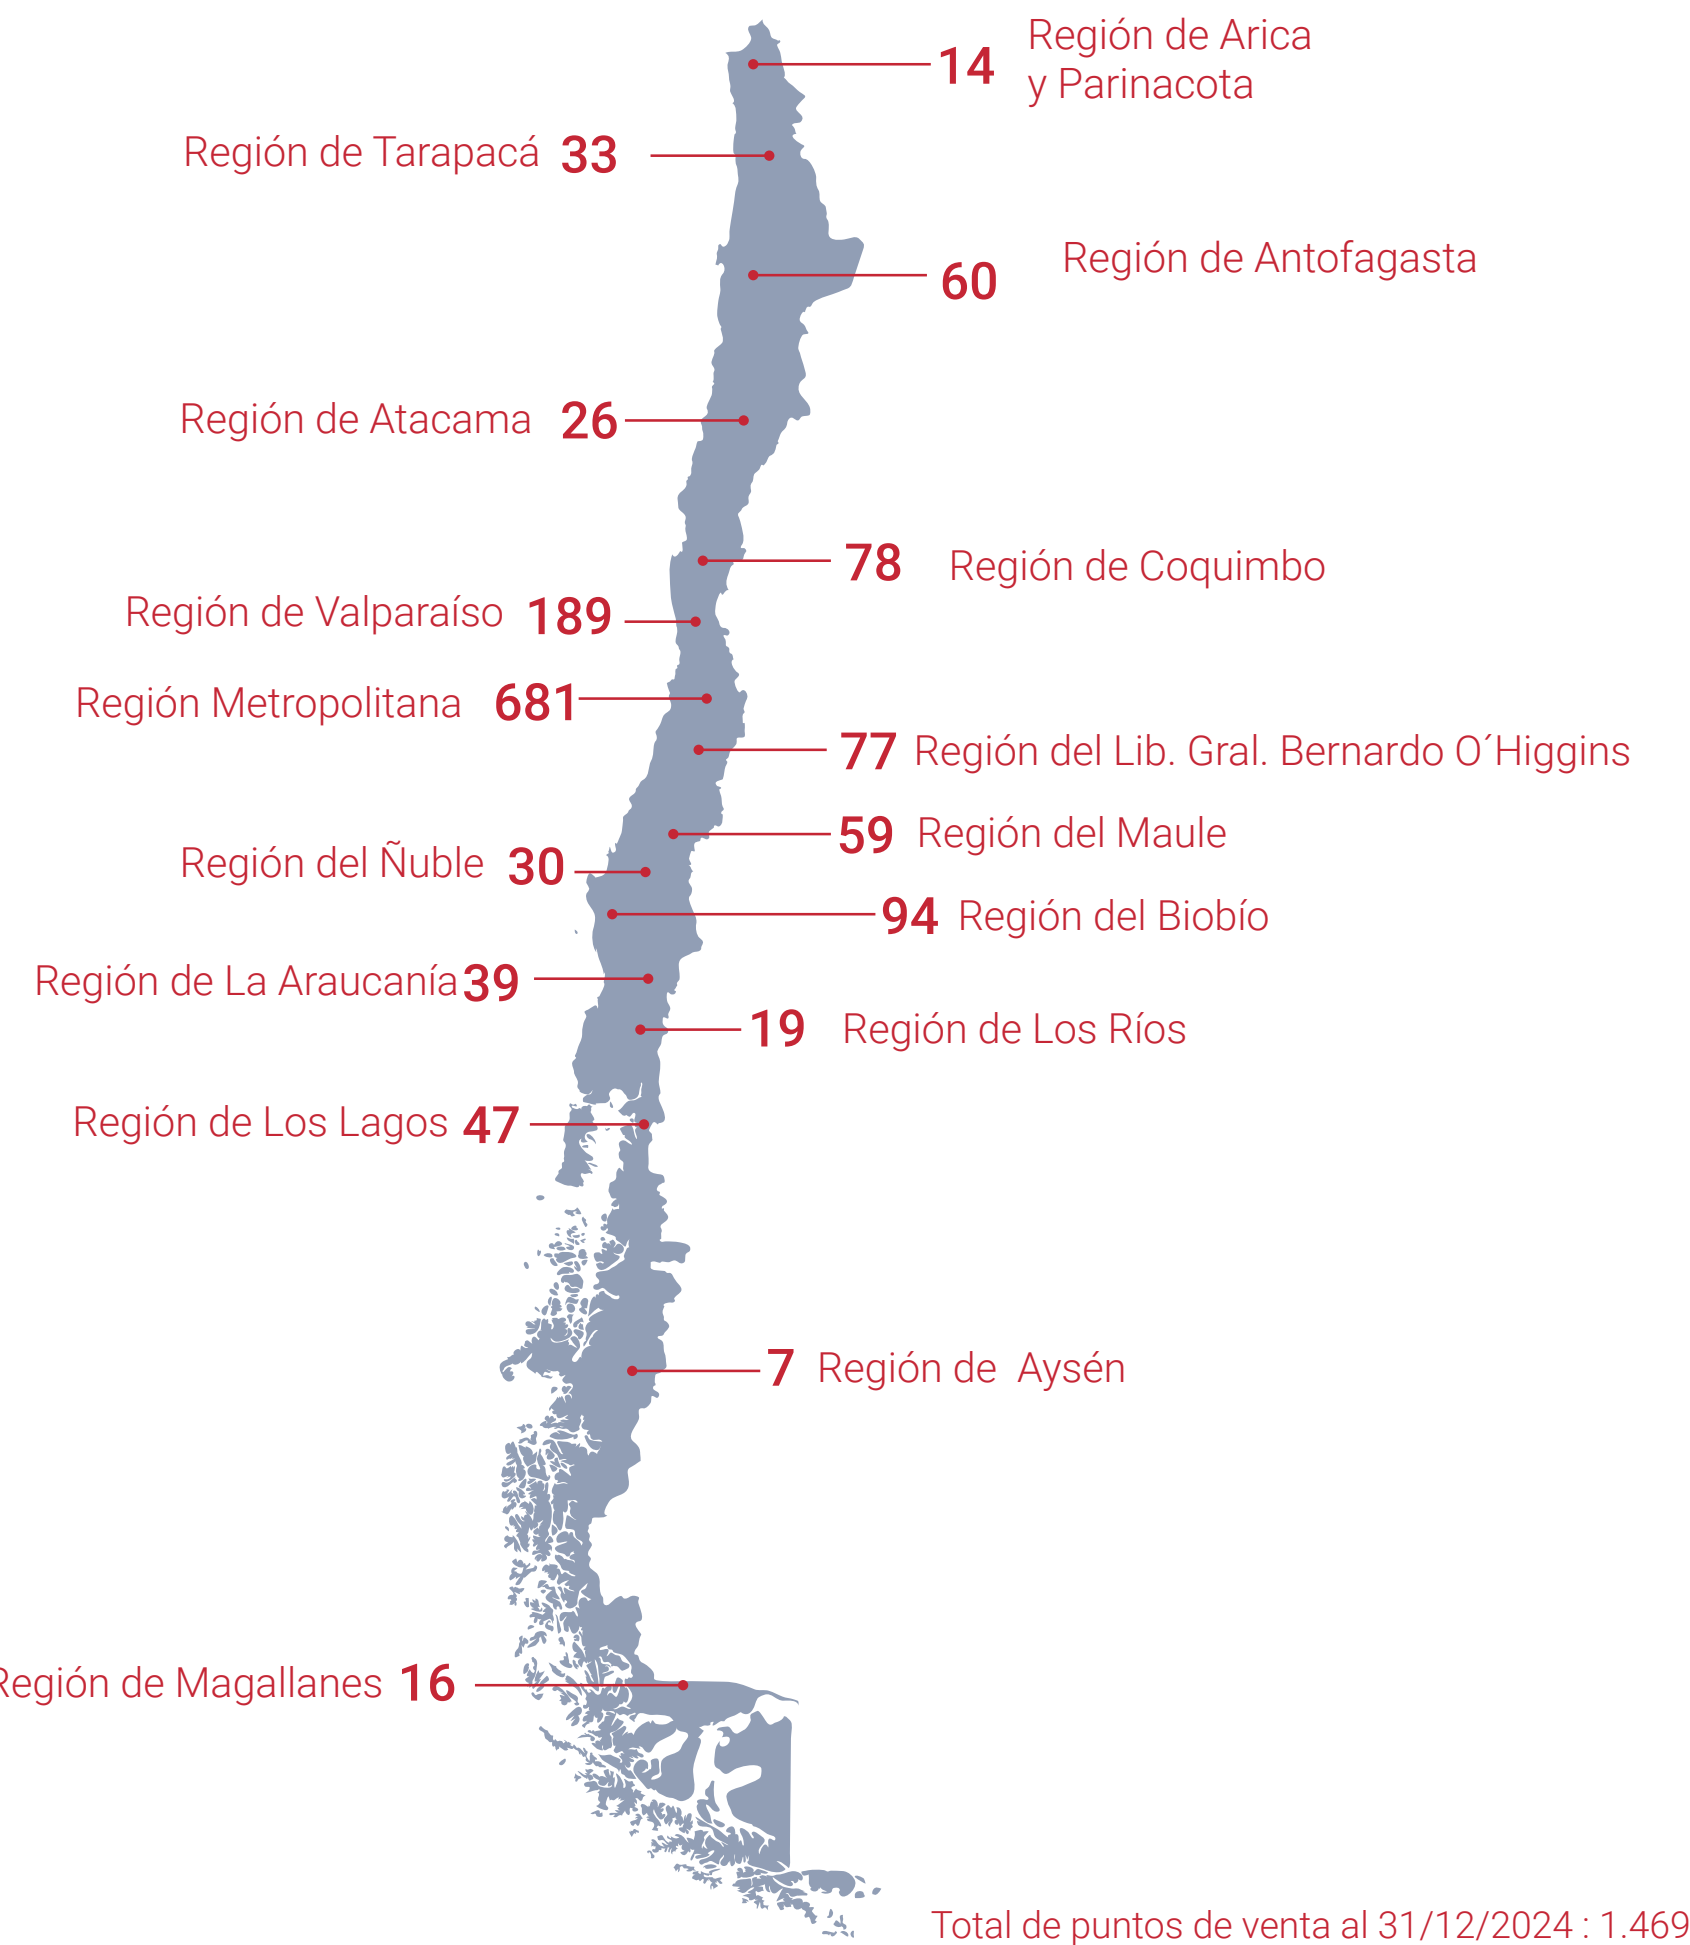 14 Región de Arica
y Parinacota
Región de Tarapacá 33
60 Región de Antofagasta
Región de Atacama 26
78 Región de Coquimbo
Región de Valparaíso 189
Región Metropolitana 681
77 Región del Lib. Gral. Bernardo O´Higgins
59 Región del Maule
Región del Ñuble 30
94 Región del Biobío
Región de La Araucanía 39
19 Región de Los Ríos
Región de Los Lagos 47
7 Región de Aysén
Región de Magallanes 16
Total de puntos de venta al 31/12/2024 : 1.469